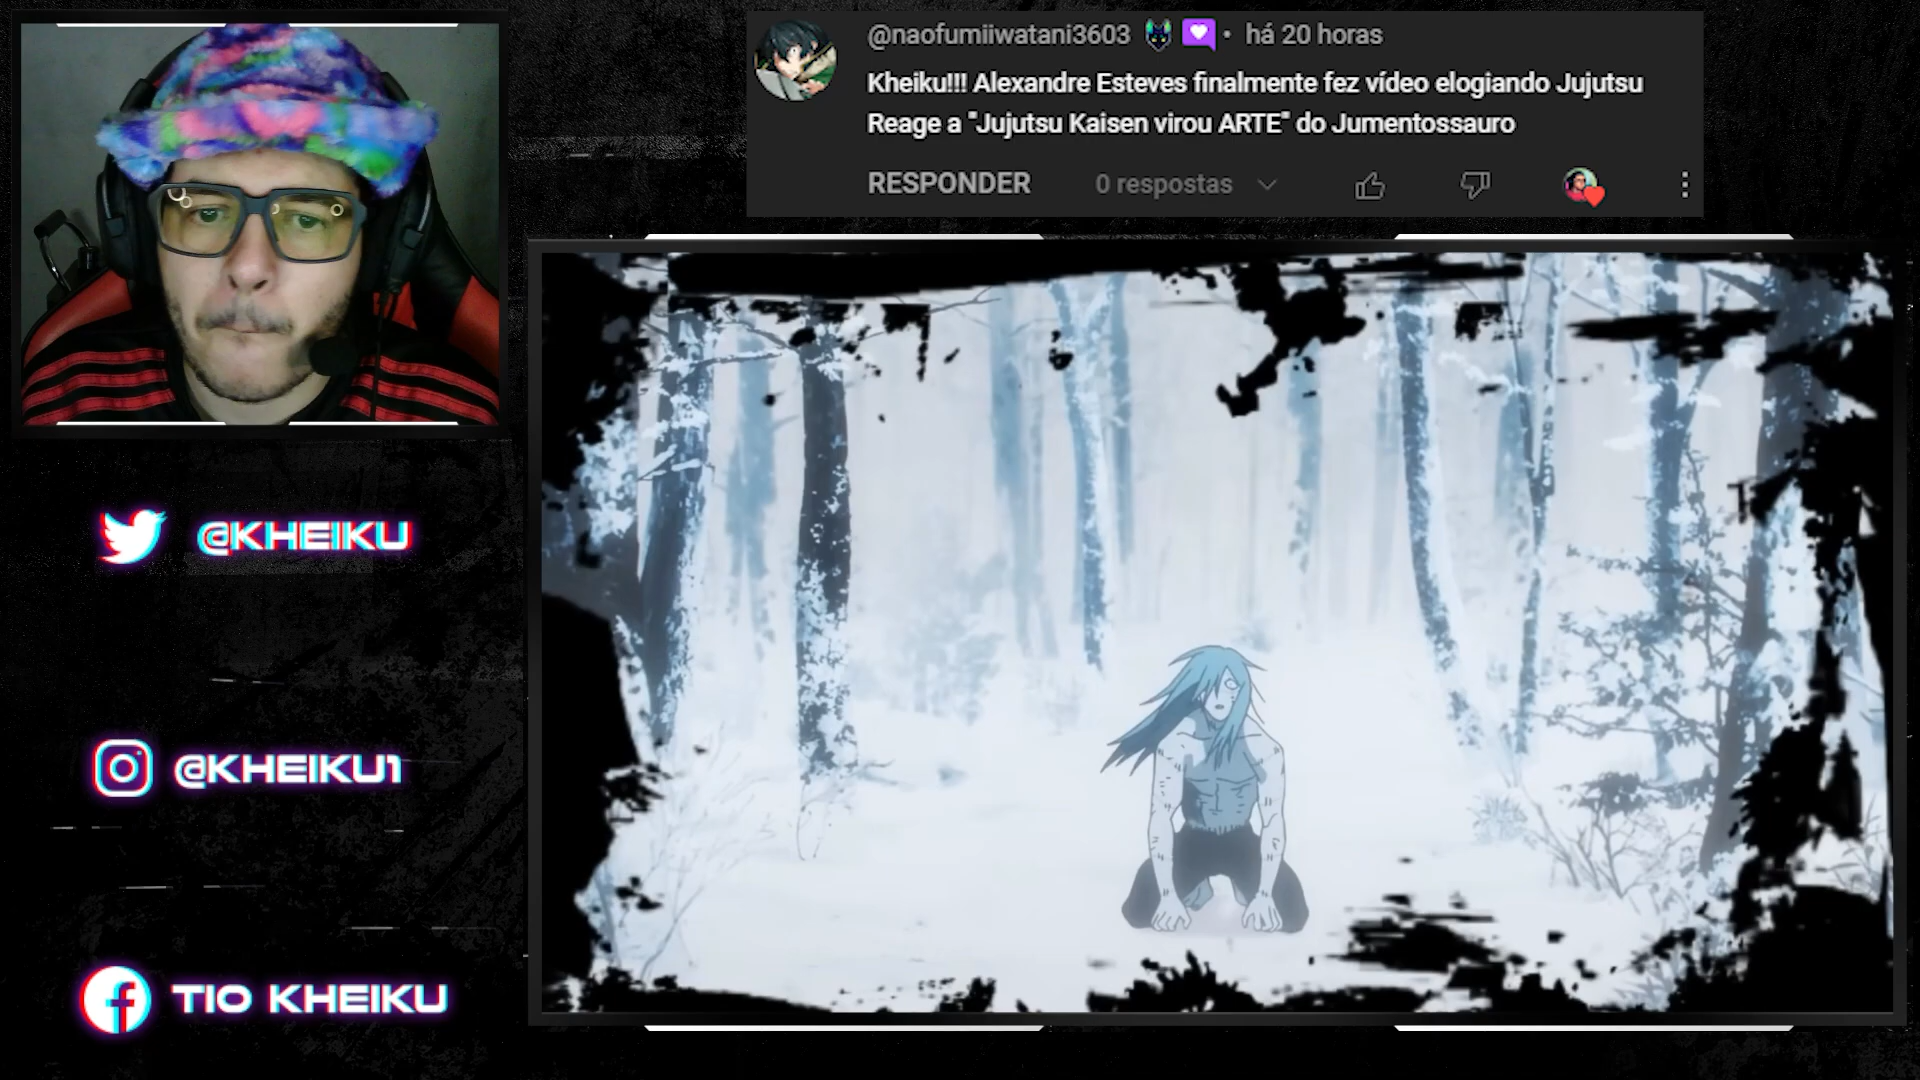 @naofumiiwatani3603 • há 20 horas
Kheiku!!! Alexandre Esteves finalmente fez vídeo elogiando Jujutsu
Reage a "Jujutsu Kaisen virou ARTE" do Jumentossauro
RESPONDER 0 respostas
@KHEIKU
@KHEIKU1
TIO KHEIKU